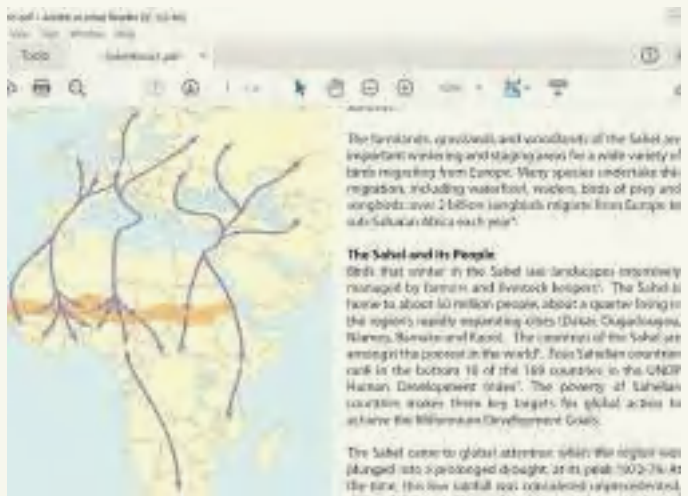 Tools
The farmlands, grasslands and woodlands of the Sahel are
important wintering and staging areas for a wide variety of
birds migrating from Europe. Many species undertake this
migration, including waterfowl, waders, birds of prey and
songbirds: over 2 billion songbirds migrate from Europe to
sub-Saharan Africa each year
The Sahel and its People
Birds that winter in the Sahel use landscapes intensively
managed by farmers and livestock keepers. The Sahel is
home to about 60 million people, about a quarter living in
the region's rapidly expanding cities (Dakar, Ougadougou,
Niamey, Bamako and Kano). The countries of the Sahel are
amongst the poorest in the world. Sahelian countries
rank in the bottom 10 of the 169 countries in the UNDP
Human Development Index. The poverty of Sahelian
countries makes them key targets for global action to
achieve the Millennium Development Goals.
The Sahel came to global attention when the region was
plunged into a prolonged drought, at its peak 1972-74. At
the time, this low rainfall was considered unprecedented,